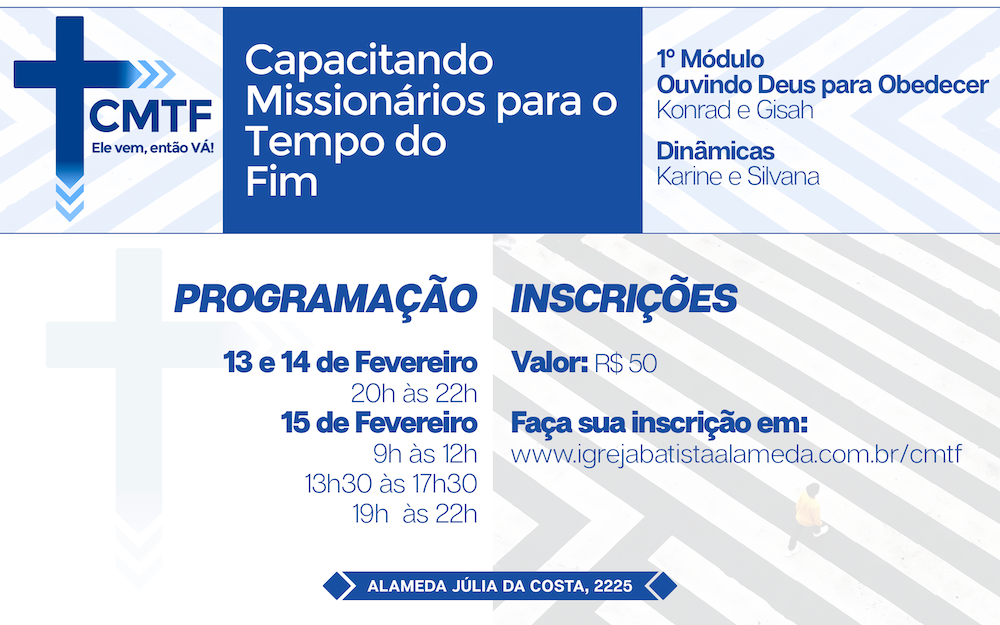 CMTF
Ele vem, então VÁ!
Capacitando
Missionários para o
Tempo do
Fim
1º Módulo
Ouvindo Deus para Obedecer
Konrad e Gisah
Dinâmicas
Karine e Silvana
PROGRAMAÇÃO
13 e 14 de Fevereiro
20h às 22h
15 de Fevereiro
9h às 12h
13h30 às 17h30
19h às 22h
INSCRIÇÕES
Valor: R$ 50
Faça sua inscrição em:
www.igrejabatistaalameda.com.br/cmtf
ALAMEDA JÚLIA DA COSTA, 2225